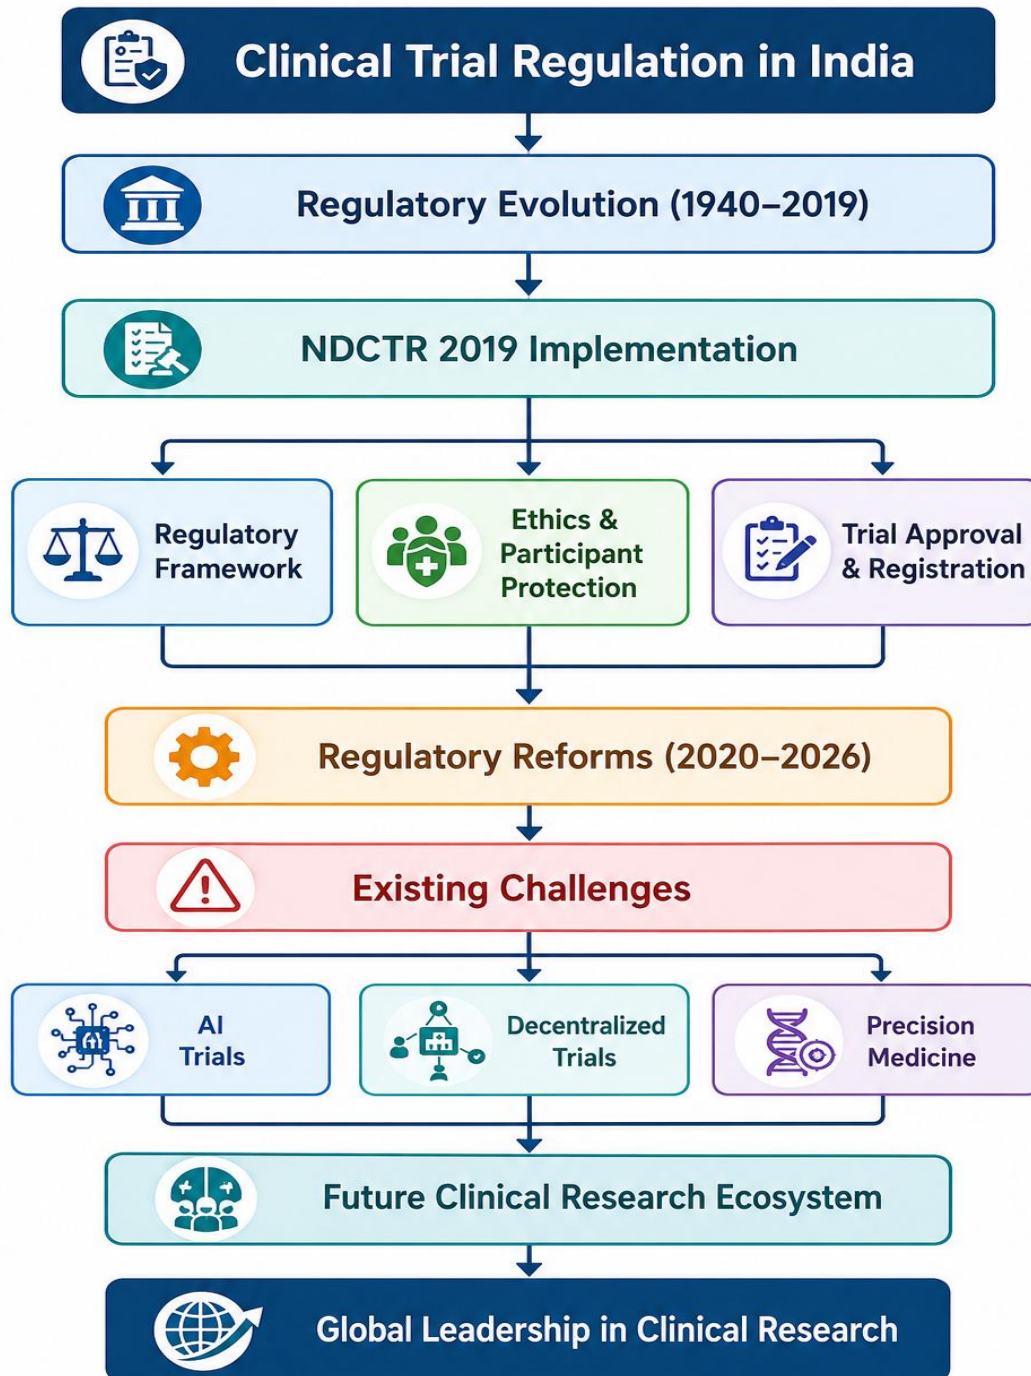 Clinical Trial Regulation in India
Regulatory Evolution (1940–2019)
NDCTR 2019 Implementation
Regulatory
Framework
Ethics &
Participant
Protection
Trial Approval
& Registration
Regulatory Reforms (2020–2026)
Existing Challenges
AI
Trials
Decentralized
Trials
Precision
Medicine
Future Clinical Research Ecosystem
Global Leadership in Clinical Research